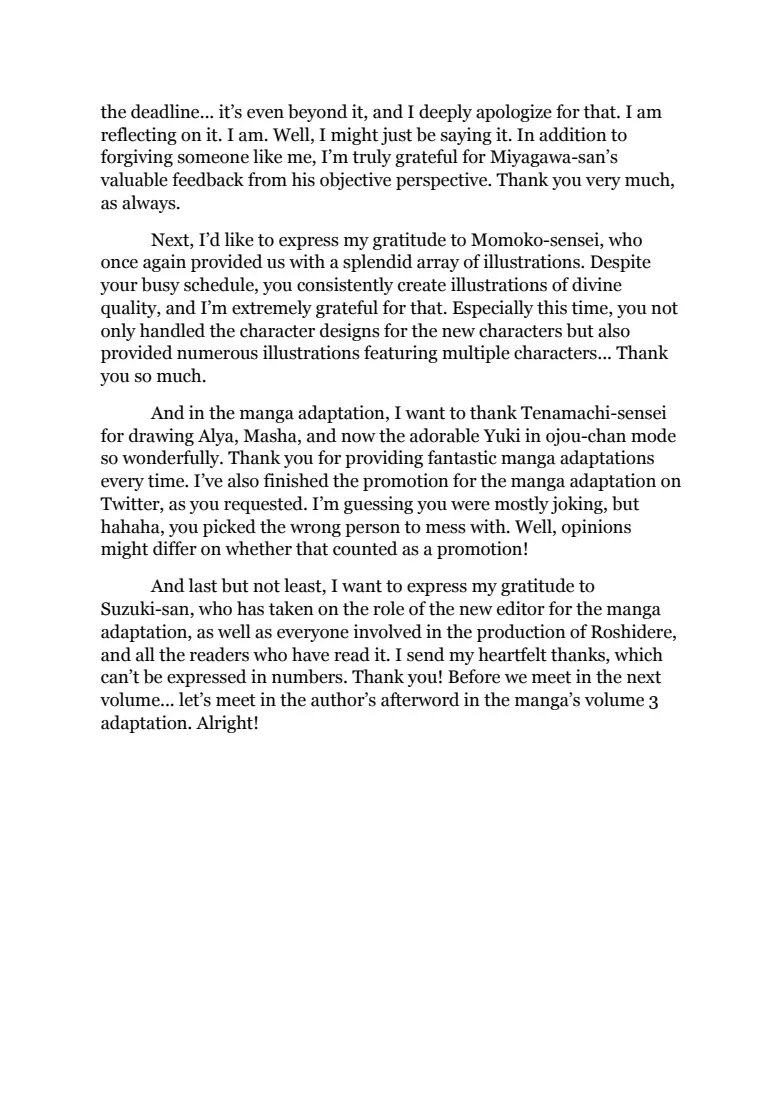 the deadline... it’s even beyond it, and I deeply apologize for that. I am
reflecting on it. I am. Well, I might just be saying it. In addition to
forgiving someone like me, I’m truly grateful for Miyagawa-san’s
valuable feedback from his objective perspective. Thank you very much,
as always.
Next, I’d like to express my gratitude to Momoko-sensei, who
once again provided us with a splendid array of illustrations. Despite
your busy schedule, you consistently create illustrations of divine
quality, and I’m extremely grateful for that. Especially this time, you not
only handled the character designs for the new characters but also
provided numerous illustrations featuring multiple characters... Thank
you so much.
And in the manga adaptation, I want to thank Tenamachi-sensei
for drawing Alya, Masha, and now the adorable Yuki in ojou-chan mode
so wonderfully. Thank you for providing fantastic manga adaptations
every time. I’ve also finished the promotion for the manga adaptation on
Twitter, as you requested. I’m guessing you were mostly joking, but
hahaha, you picked the wrong person to mess with. Well, opinions
might differ on whether that counted as a promotion!
And last but not least, I want to express my gratitude to
Suzuki-san, who has taken on the role of the new editor for the manga
adaptation, as well as everyone involved in the production of Roshidere,
and all the readers who have read it. I send my heartfelt thanks, which
can’t be expressed in numbers. Thank you! Before we meet in the next
volume... let’s meet in the author’s afterword in the manga’s volume 3
adaptation. Alright!